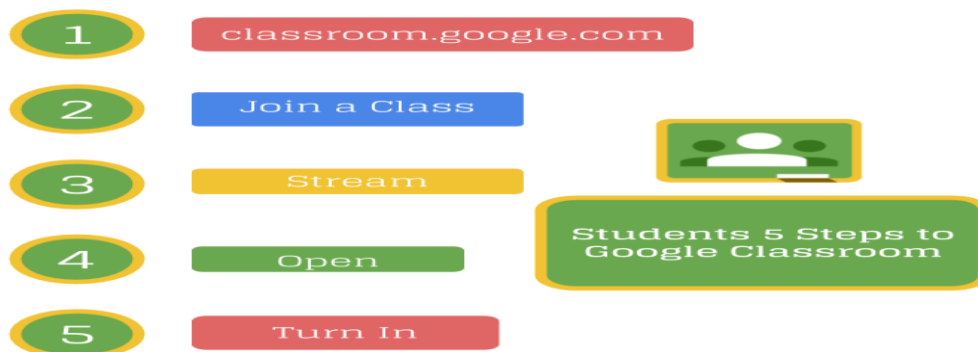 1 classroom.google.com
2 Join a Class
3 Stream
4 Open
5 Turn In
Students 5 Steps to
Google Classroom